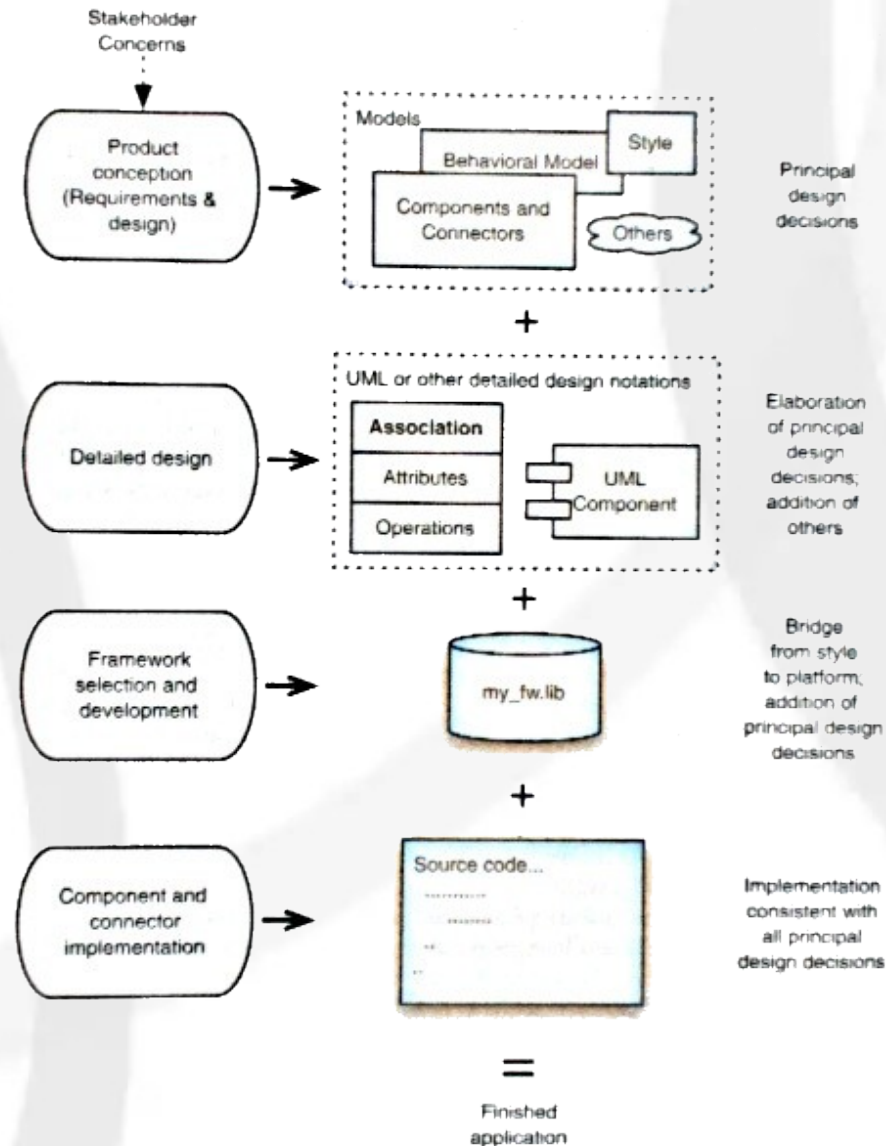 Stakeholder
Concerns
Product
conception
(Requirements &
design)
Models
Behavioral Model
Style
Components and
Connectors
Others
Principal
design
decisions
+
Detailed design
UML or other detailed design notations
Association
Attributes
Operations
UML
Component
Elaboration
of principal
design
decisions;
addition of
others
+
Framework
selection and
development
my_fw.lib
Bridge
from style
to platform;
addition of
principal design
decisions
+
Component and
connector
implementation
Source code...
...........
.........
...
..
Implementation
consistent with
all principal
design decisions
=
Finished
application